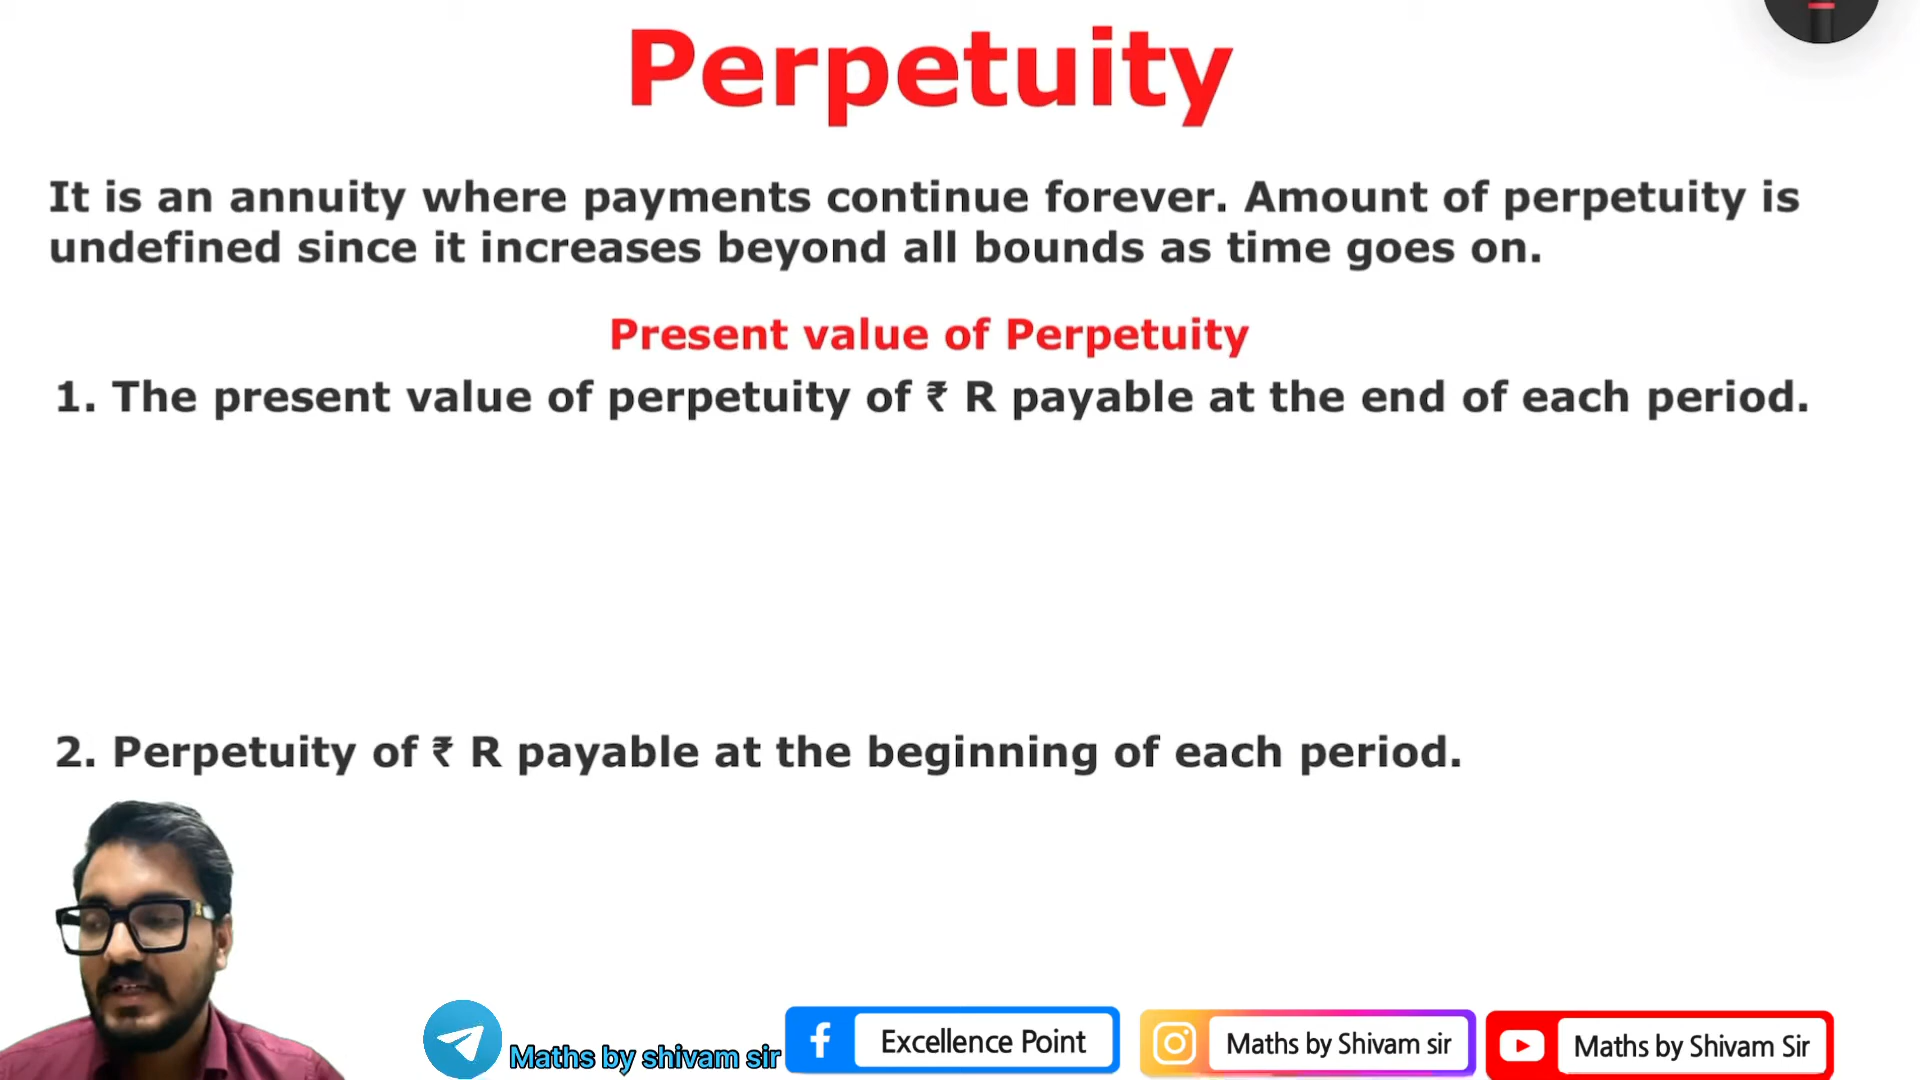 Perpetuity
It is an annuity where payments continue forever. Amount of perpetuity is
undefined since it increases beyond all bounds as time goes on.
Present value of Perpetuity
1. The present value of perpetuity of ₹ R payable at the end of each period.
2. Perpetuity of ₹ R payable at the beginning of each period.
Maths by shivam sir
Excellence Point
Maths by Shivam sir
Maths by Shivam Sir